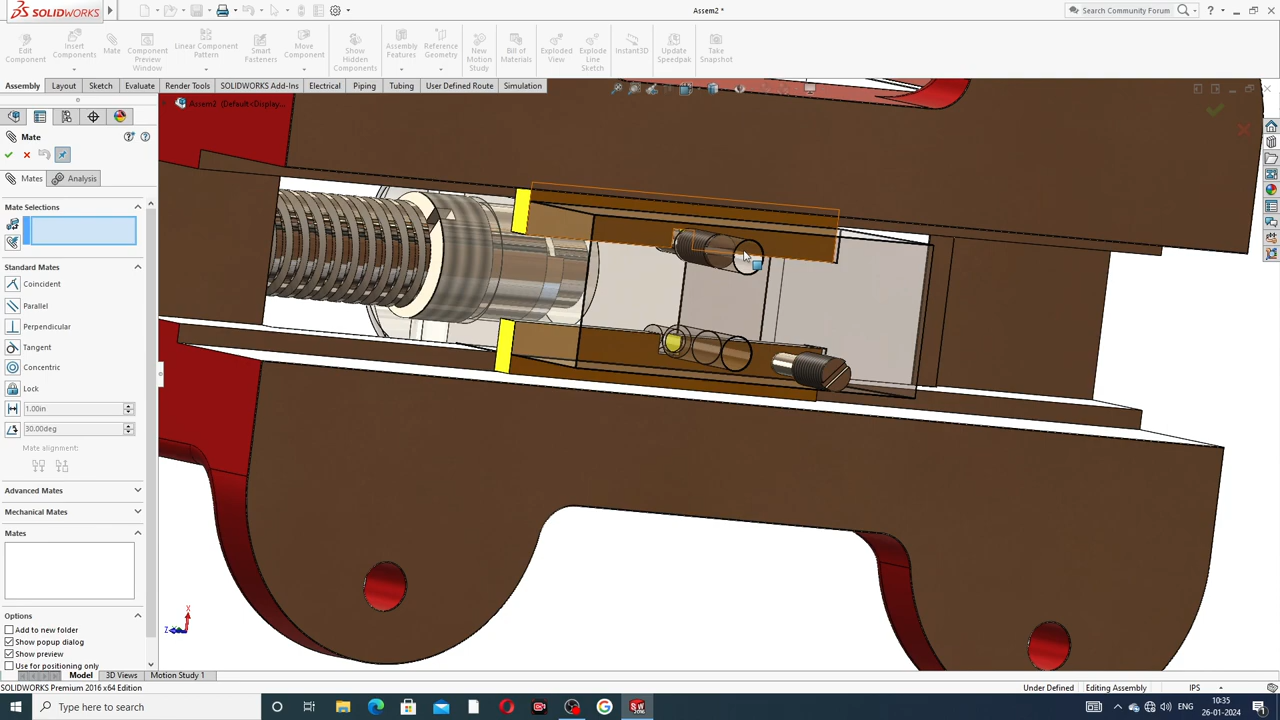 SOLIDWORKS
Assem2 *
Search Community Forum
Edit Component
Insert Components
Mate
Component Preview Window
Linear Component Pattern
Smart Fasteners
Move Component
Show Hidden Components
Assembly Features
Reference Geometry
New Motion Study
Bill of Materials
Exploded View
Explode Line Sketch
Instant3D
Update Speedpak
Take Snapshot
Assembly Layout Sketch Evaluate Render Tools SOLIDWORKS Add-Ins Electrical Piping Tubing User Defined Route Simulation
Assem2 (Default<Display...
Mate
Mates Analysis
Mate Selections
Standard Mates
Coincident
Parallel
Perpendicular
Tangent
Concentric
Lock
1.00in
30.00deg
Mate alignment:
Advanced Mates
Mechanical Mates
Mates
Options
Add to new folder
Show popup dialog
Show preview
Use for positioning only
X
Z
Model 3D Views Motion Study 1
SOLIDWORKS Premium 2016 x64 Edition
Under Defined Editing Assembly IPS
Type here to search
10:35
26-01-2024